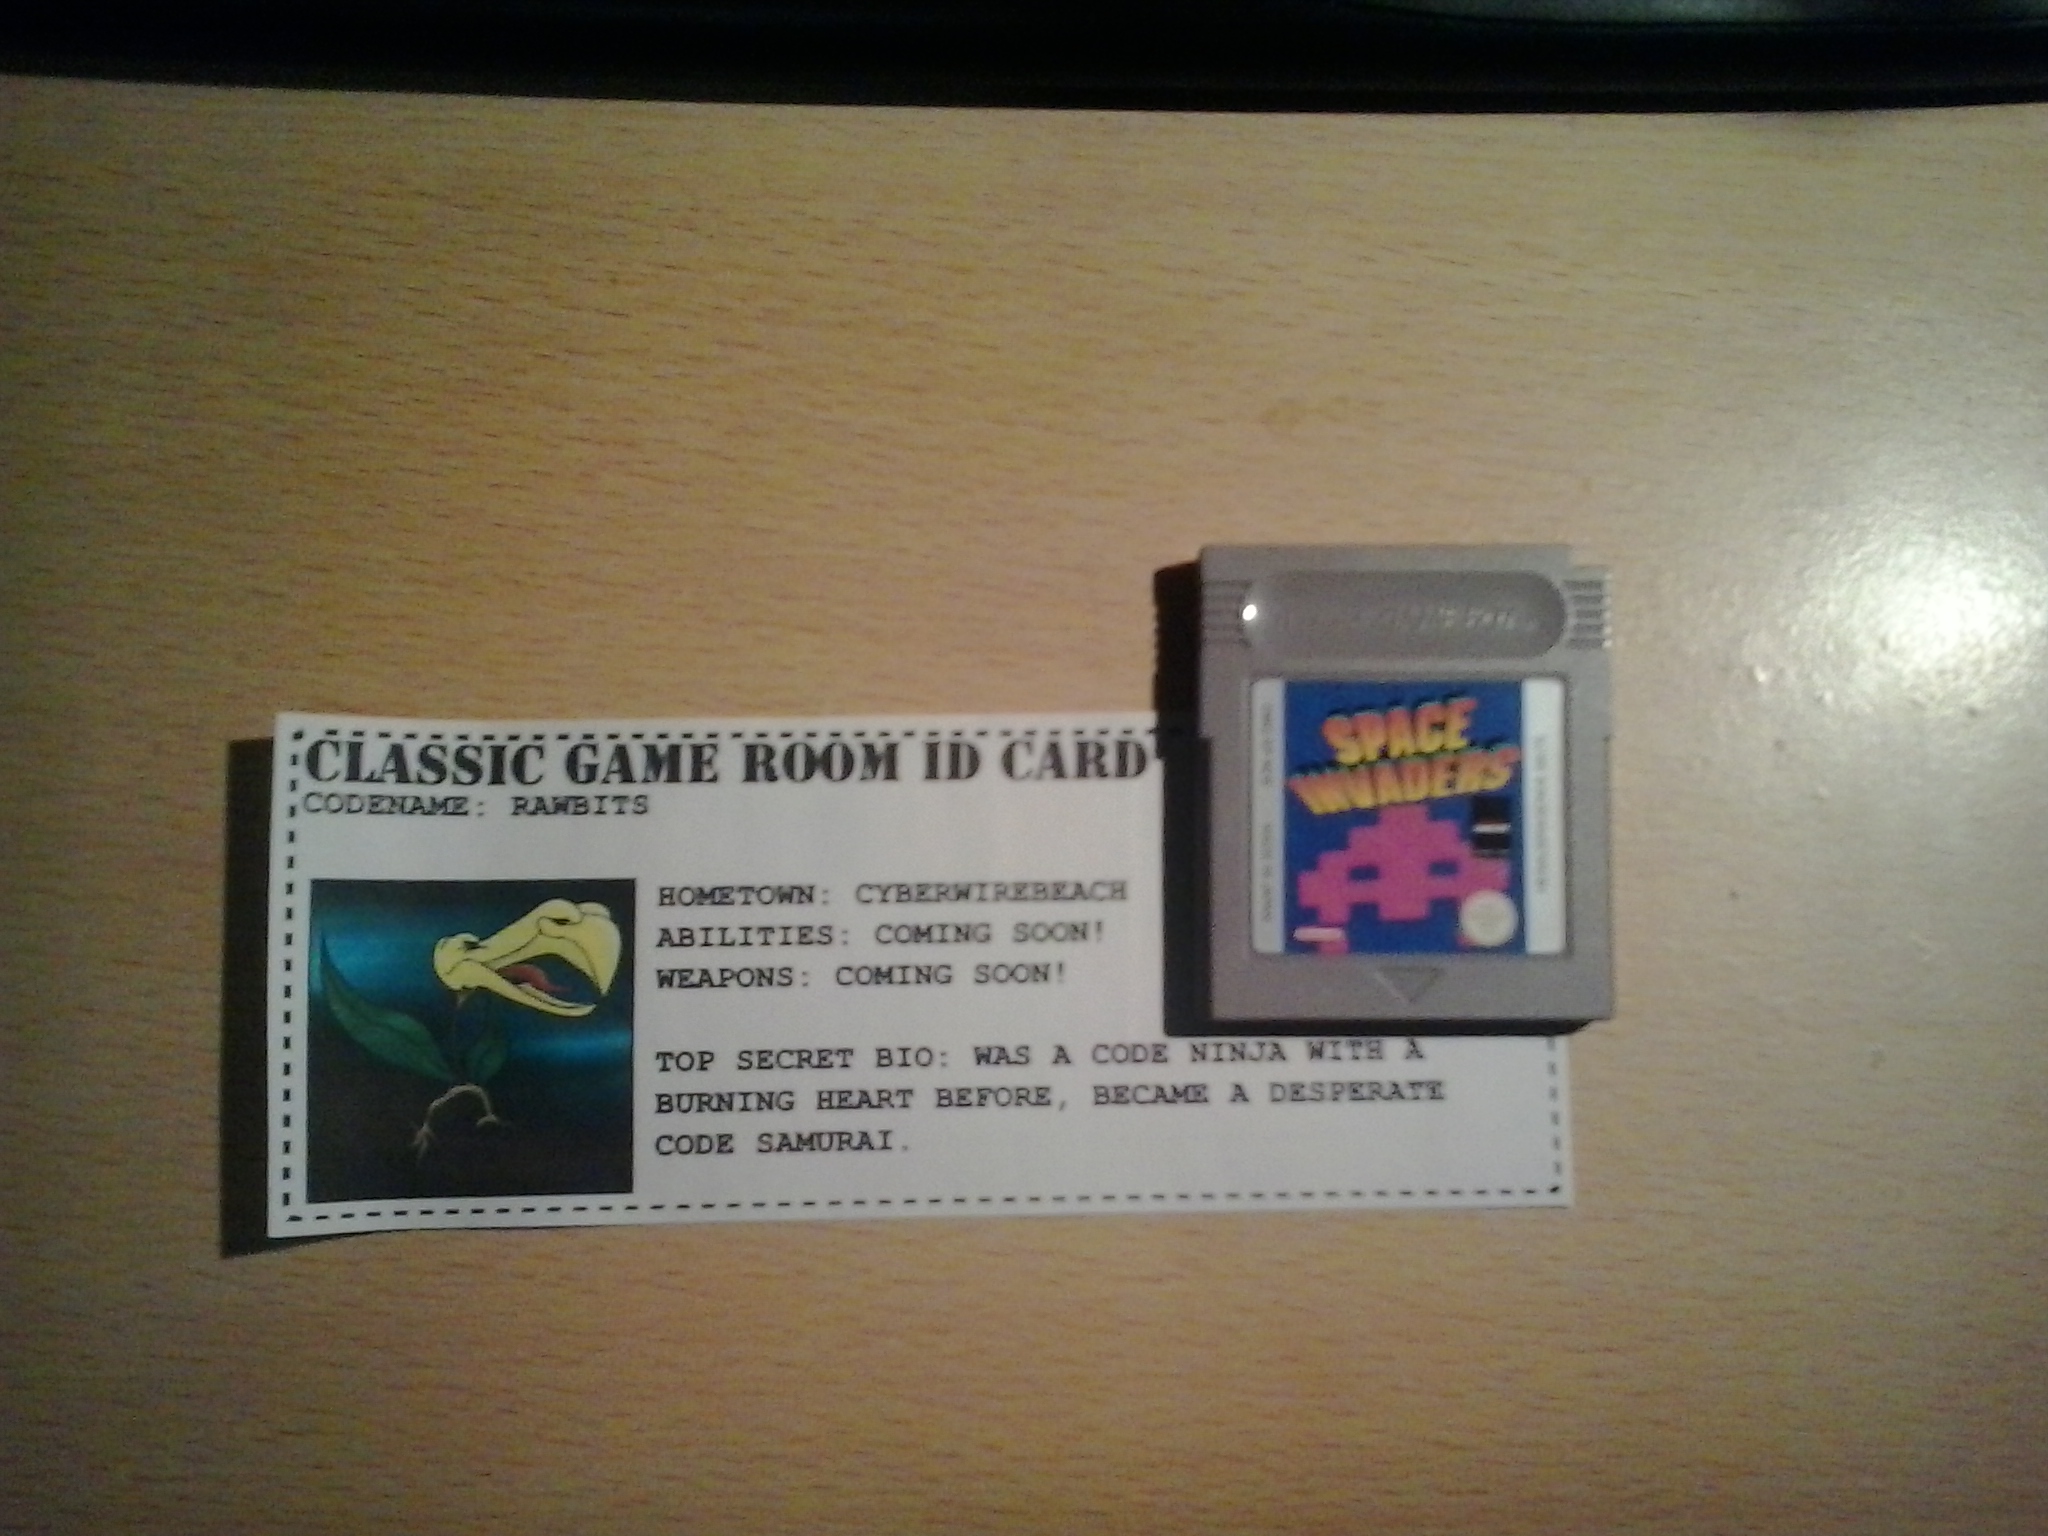 CLASSIC GAME ROOM ID CARD
CODENAME: RAWBITS
HOMETOWN: CYBERWIREBEACH
ABILITIES: COMING SOON!
WEAPONS: COMING SOON!
TOP SECRET BIO: WAS A CODE NINJA WITH A
BURNING HEART BEFORE, BECAME A DESPERATE
CODE SAMURAI.
SPACE
INVADERS